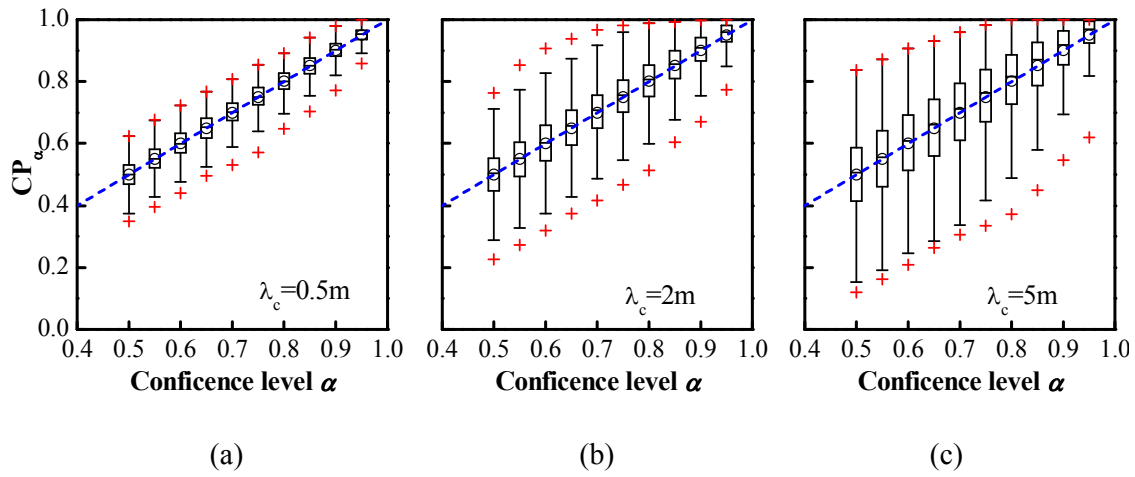 1.0
0.8
0.6
0.4
0.2
0.0
CPα
λc=0.5m
λc=2m
λc=5m
0.4 0.5 0.6 0.7 0.8 0.9 1.0
0.4 0.5 0.6 0.7 0.8 0.9 1.0
0.4 0.5 0.6 0.7 0.8 0.9 1.0
Conficence level α
Conficence level α
Conficence level α
(a)
(b)
(c)